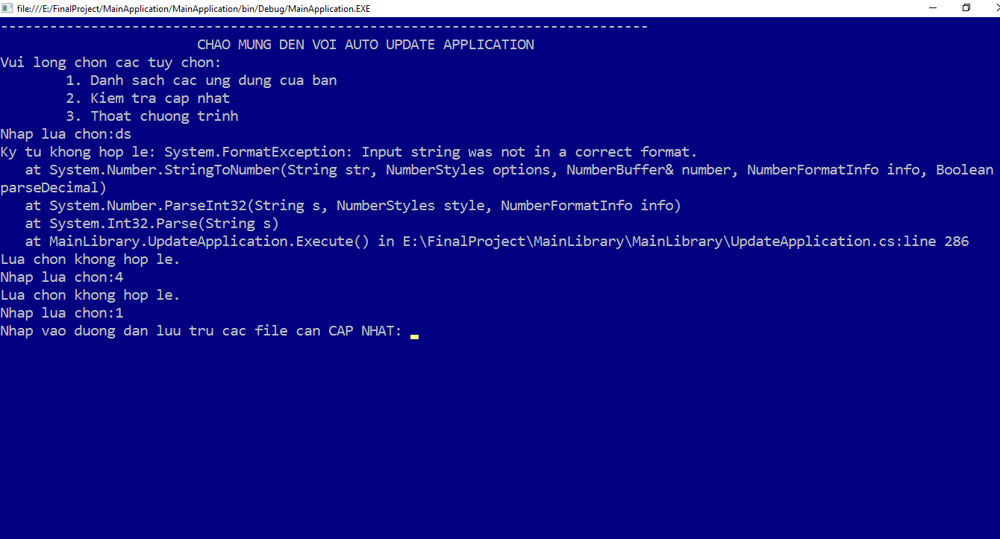 file:///E:/FinalProject/MainApplication/MainApplication/bin/Debug/MainApplication.EXE
-------------------------------------------------------------------------------
CHAO MUNG DEN VOI AUTO UPDATE APPLICATION
Vui long chon cac tuy chon:
1. Danh sach cac ung dung cua ban
2. Kiem tra cap nhat
3. Thoat chuong trinh
Nhap lua chon:ds
Ky tu khong hop le: System.FormatException: Input string was not in a correct format.
at System.Number.StringToNumber(String str, NumberStyles options, NumberBuffer& number, NumberFormatInfo info, Boolean
parseDecimal)
at System.Number.ParseInt32(String s, NumberStyles style, NumberFormatInfo info)
at System.Int32.Parse(String s)
at MainLibrary.UpdateApplication.Execute() in E:\FinalProject\MainLibrary\MainLibrary\UpdateApplication.cs:line 286
Lua chon khong hop le.
Nhap lua chon:4
Lua chon khong hop le.
Nhap lua chon:1
Nhap vao duong dan luu tru cac file can CAP NHAT: